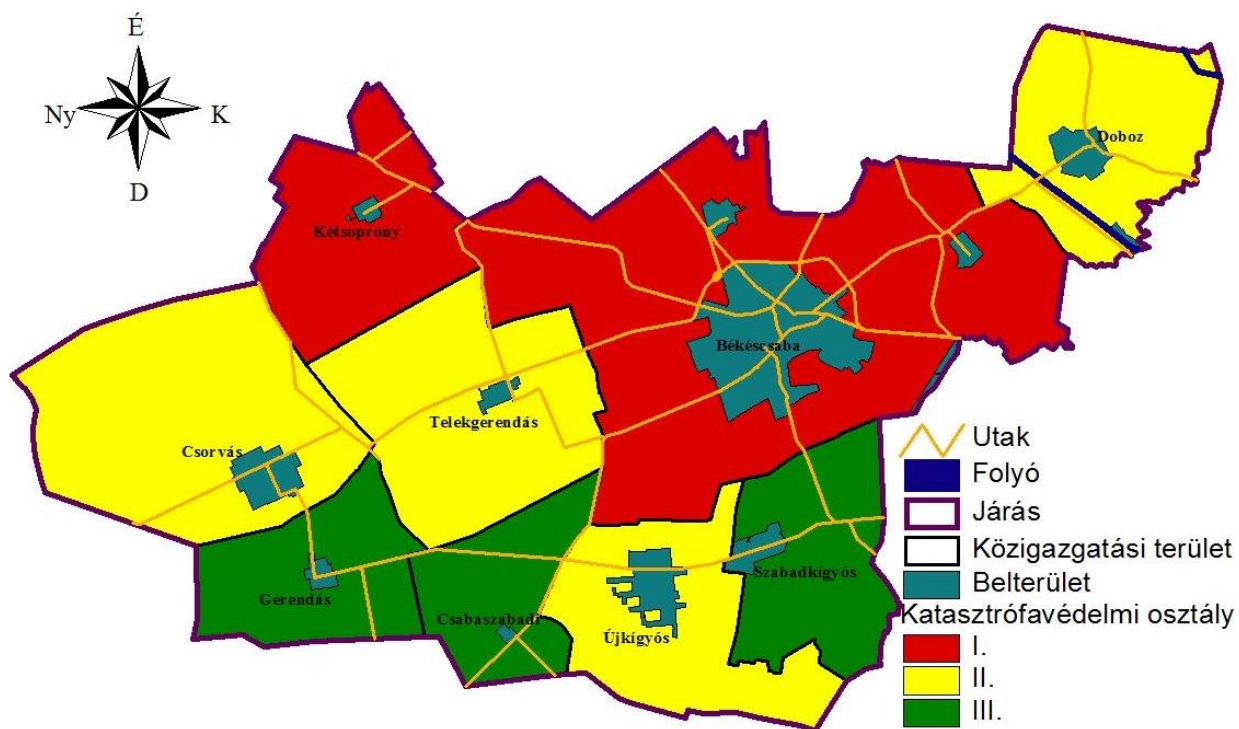 É
Ny
K
D
Doboz
Kétsoprony
Békéscsaba
Telekgerendás
Csorvás
Szabadkígyós
Gerendás
Csabaszabadi
Újkígyós
Utak
Folyó
Járás
Közigazgatási terület
Belterület
Katasztrófavédelmi osztály
I.
II.
III.